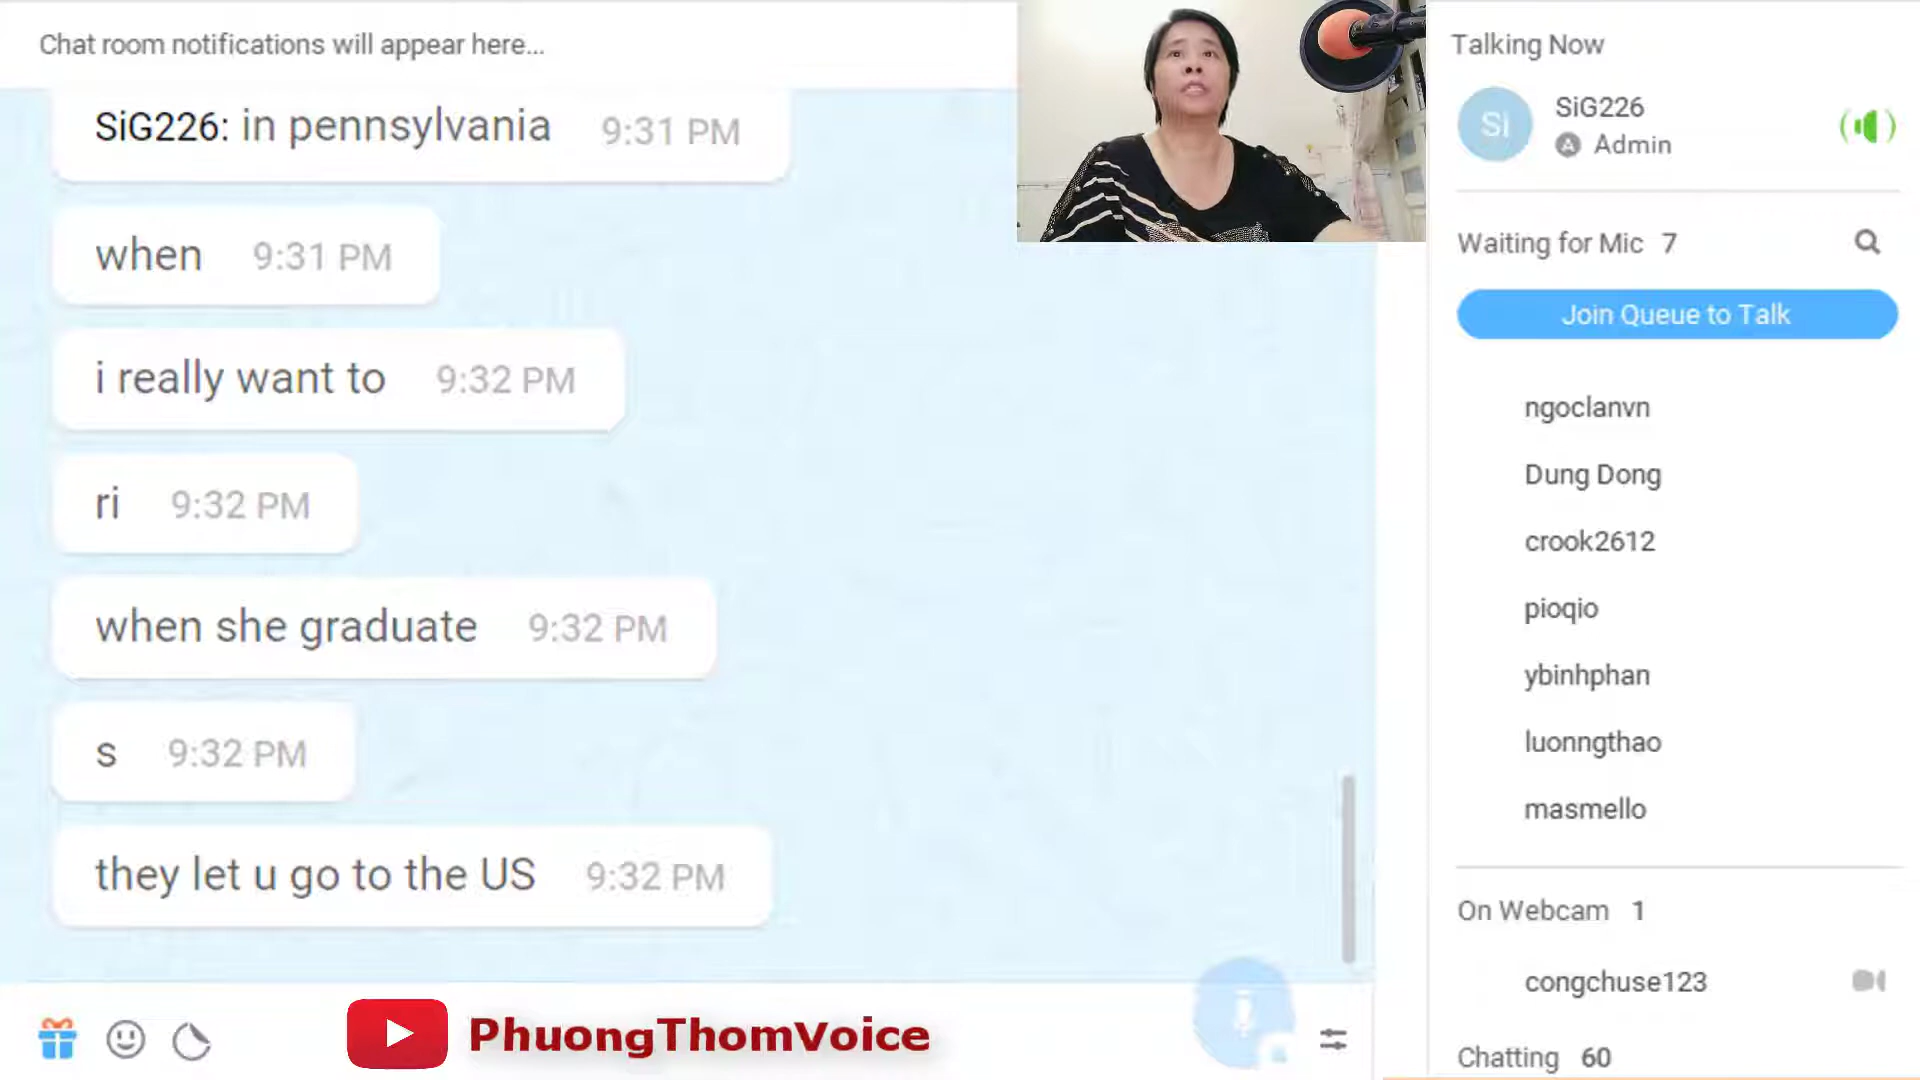 Chat room notifications will appear here...
SiG226: in pennsylvania 9:31 PM
when 9:31 PM
i really want to 9:32 PM
ri 9:32 PM
when she graduate 9:32 PM
s 9:32 PM
they let u go to the US 9:32 PM
PhuongThomVoice
Talking Now
Si
SiG226
A Admin
Waiting for Mic 7
Join Queue to Talk
ngoclanvn
Dung Dong
crook2612
pioqio
ybinhphan
luonngthao
masmello
On Webcam 1
congchuse123
Chatting 60